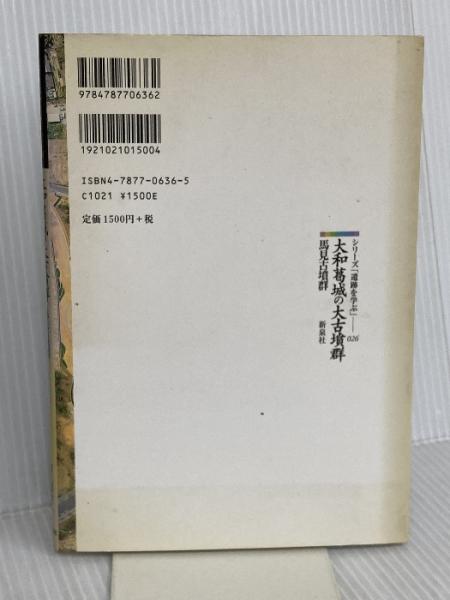 9784787706362
1921021015004
ISBN4-7877-0636-5
C1021 ¥1500E
定価1500円+税
シリーズ「遺跡を学ぶ」——026
大和葛城の大古墳群
馬見古墳群
新泉社